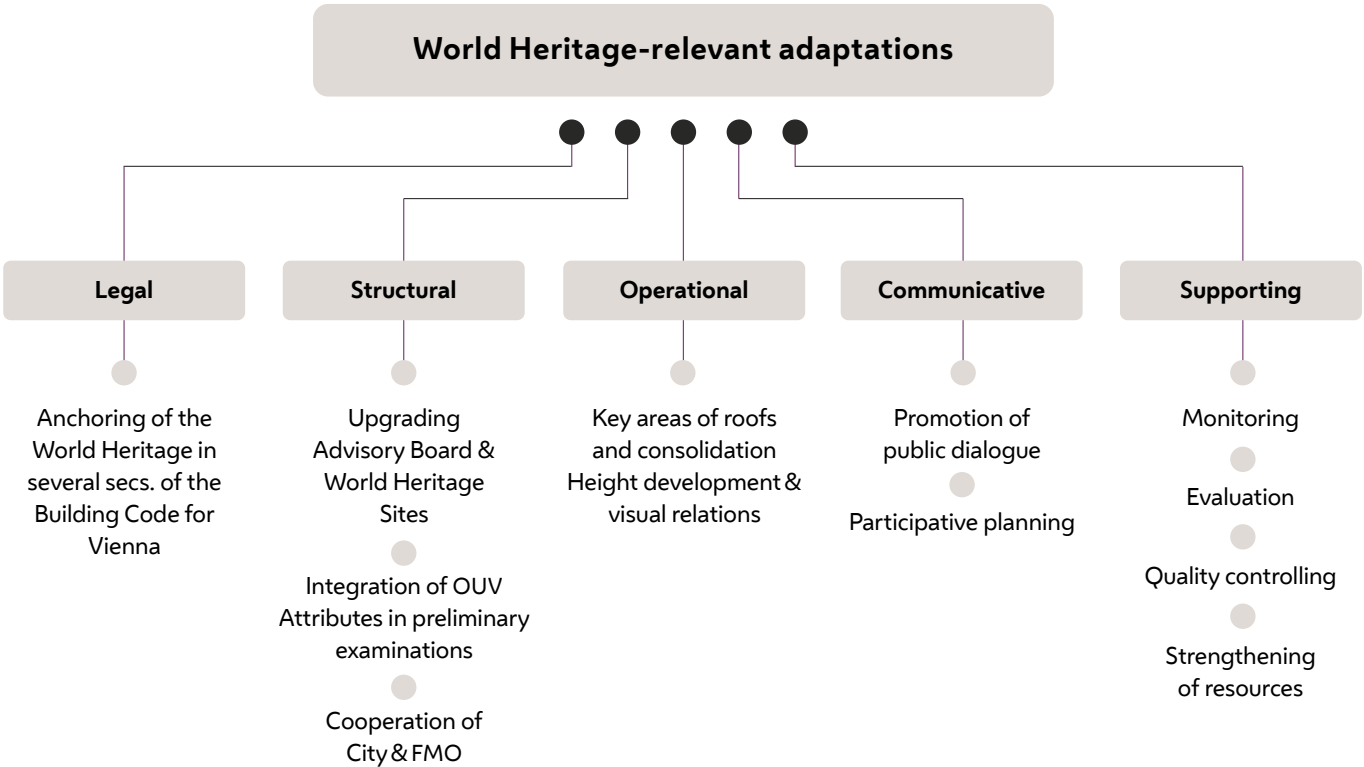 World Heritage-relevant adaptations
Legal
Anchoring of the
World Heritage in
several secs. of the
Building Code for
Vienna
Structural
Upgrading
Advisory Board &
World Heritage
Sites
Integration of OUV
Attributes in preliminary
examinations
Cooperation of
City & FMO
Operational
Key areas of roofs
and consolidation
Height development &
visual relations
Communicative
Promotion of
public dialogue
Participative planning
Supporting
Monitoring
Evaluation
Quality controlling
Strengthening
of resources